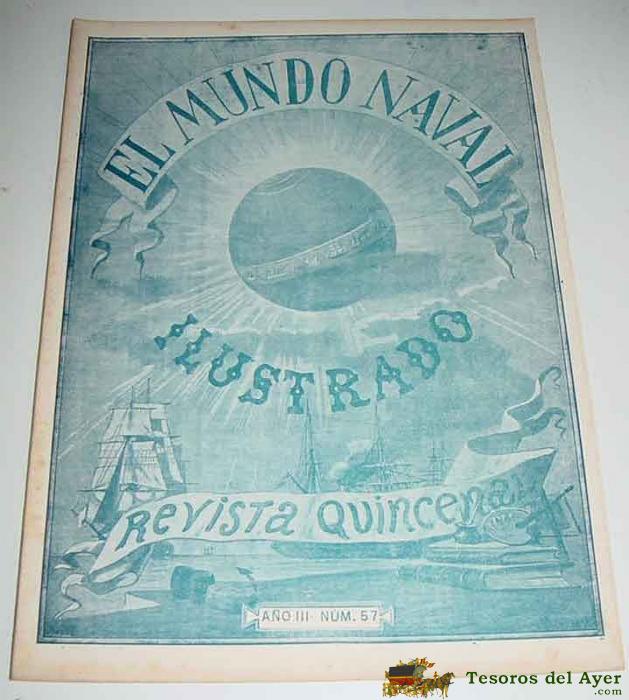 EL MUNDO NAVAL
ILUSTRADO
REVISTA QUINCENAL
AÑO III - NÚM. 57
Tesoros del Ayer
.com